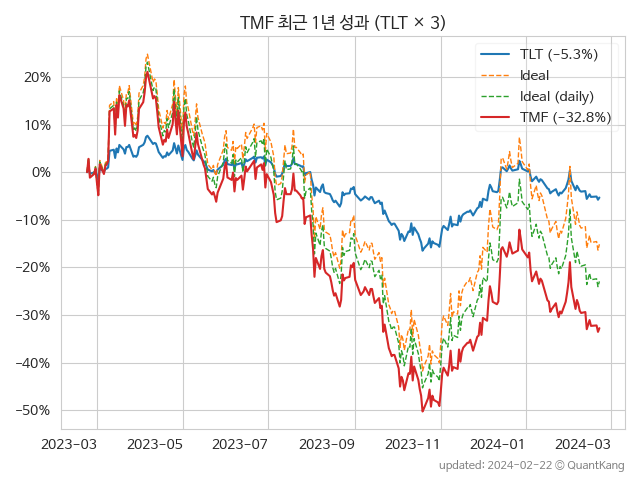 TMF 최근 1년 성과 (TLT × 3)
TLT (−5.3%)
Ideal
Ideal (daily)
TMF (−32.8%)
20%
10%
0%
−10%
−20%
−30%
−40%
−50%
2023-03 2023-05 2023-07 2023-09 2023-11 2024-01 2024-03
updated: 2024-02-22 © QuantKang